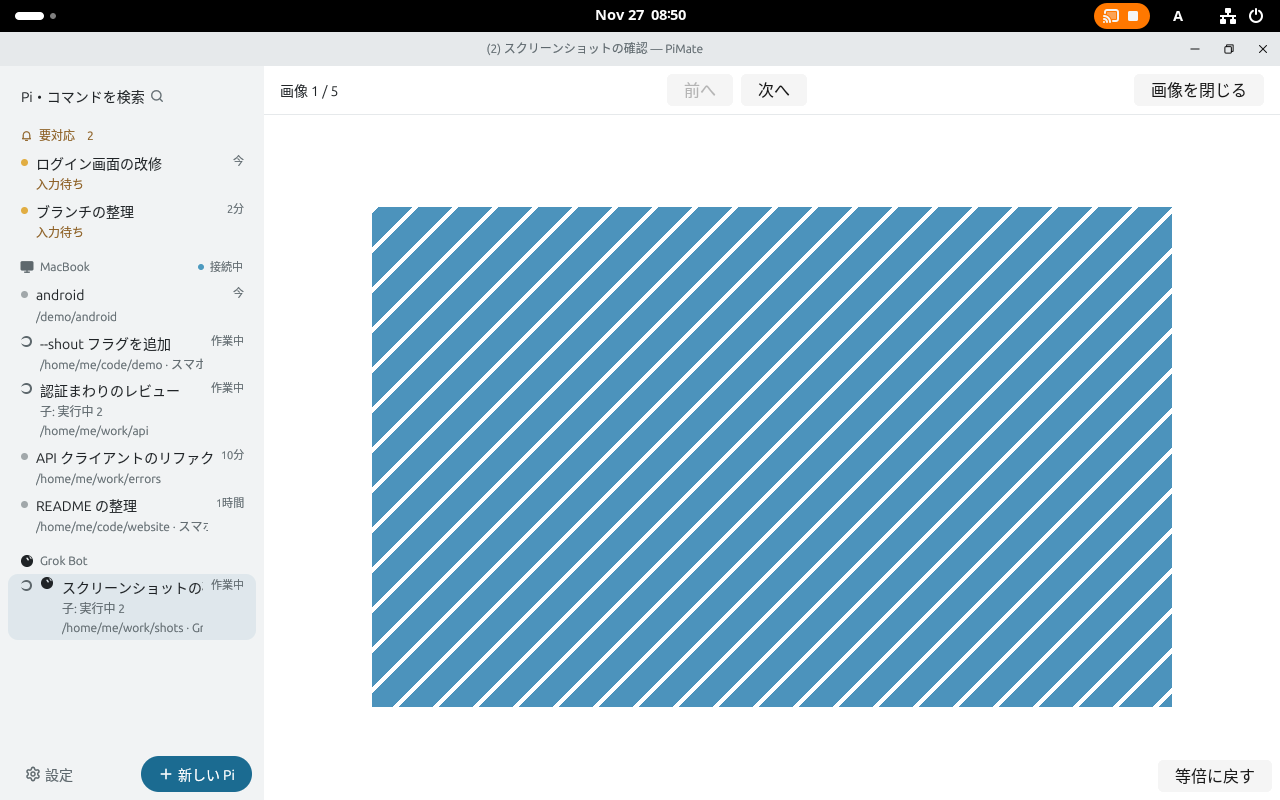 Nov 27 08:50
A
(2) スクリーンショットの確認 — PiMate
Pi・コマンドを検索
要対応 2
ログイン画面の改修 今
入力待ち
ブランチの整理 2分
入力待ち
MacBook 接続中
android 今
/demo/android
--shout フラグを追加 作業中
/home/me/code/demo · スマホ
認証まわりのレビュー 作業中
子: 実行中 2
/home/me/work/api
API クライアントのリファク 10分
/home/me/work/errors
README の整理 1時間
/home/me/code/website · スマホ
Grok Bot
スクリーンショットの 作業中
子: 実行中 2
/home/me/work/shots · Gr
設定
新しい Pi
画像 1 / 5
前へ
次へ
画像を閉じる
等倍に戻す